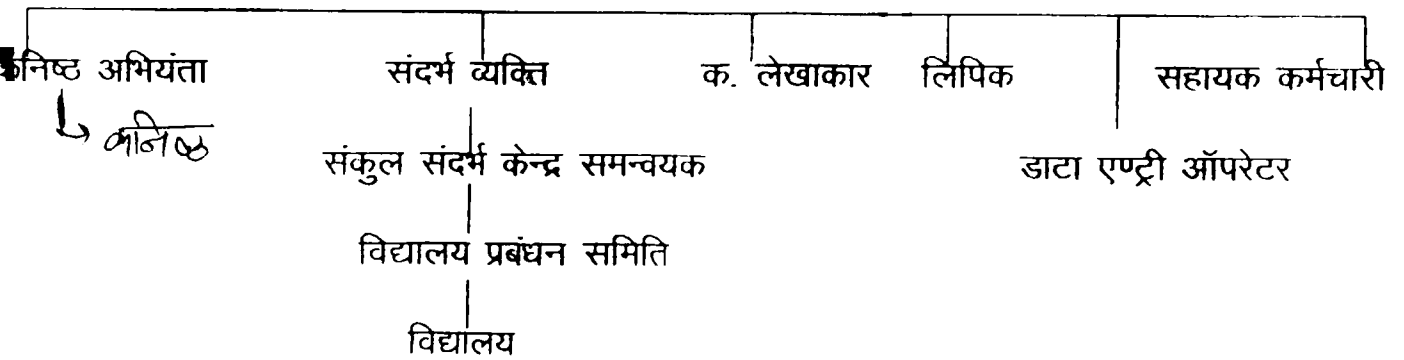 कनिष्ठ अभियंता संदर्भ व्यक्ति क. लेखाकार लिपिक सहायक कर्मचारी
कनिष्ठ
संकुल संदर्भ केन्द्र समन्वयक डाटा एण्ट्री ऑपरेटर
विद्यालय प्रबंधन समिति
विद्यालय